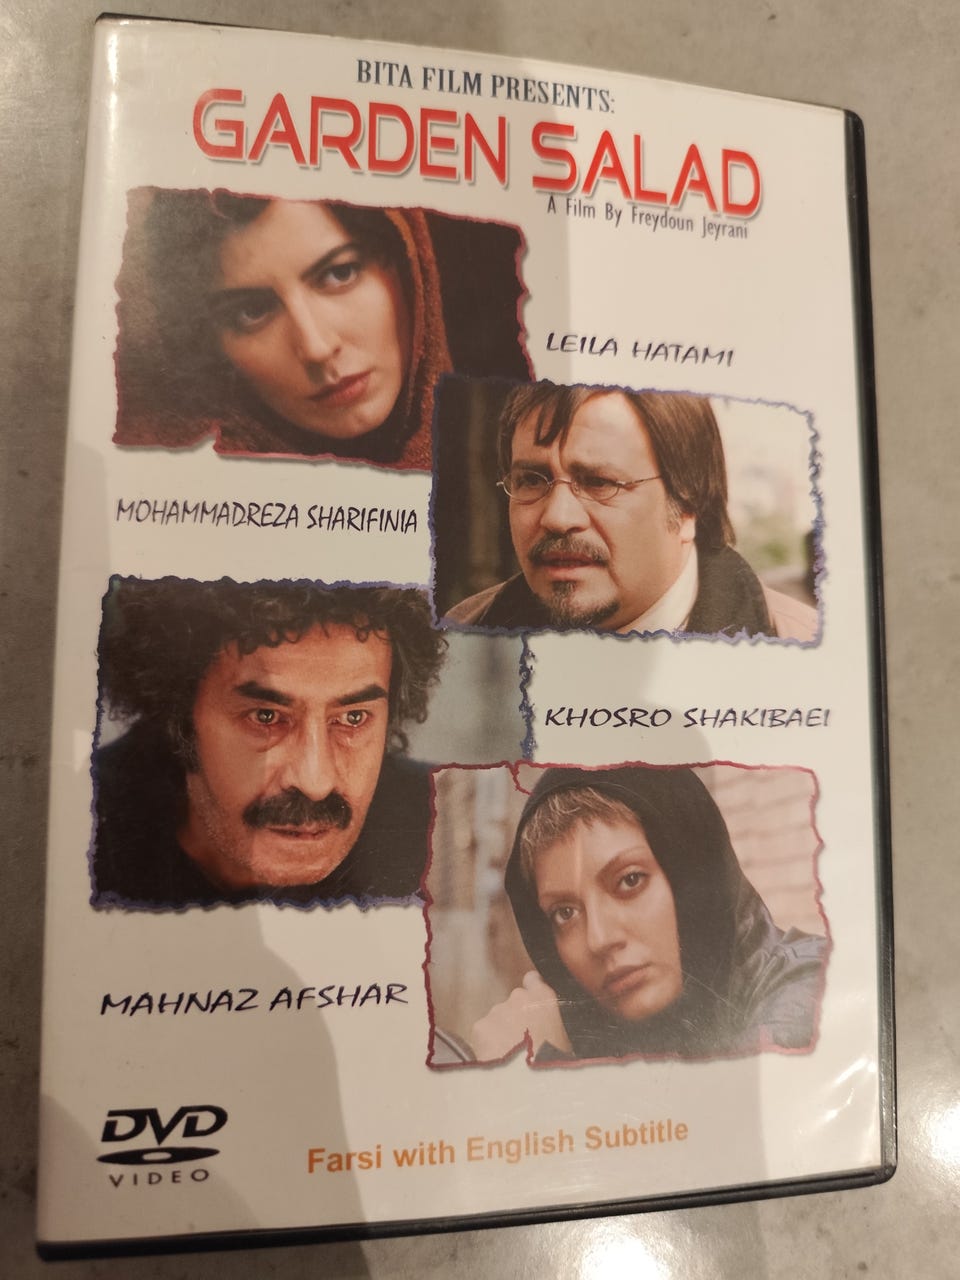 BITA FILM PRESENTS:
GARDEN SALAD
A Film By Freydoun Jeyrani
LEILA HATAMI
MOHAMMADREZA SHARIFINIA
KHOSRO SHAKIBAEI
MAHNAZ AFSHAR
DVD
VIDEO
Farsi with English Subtitle